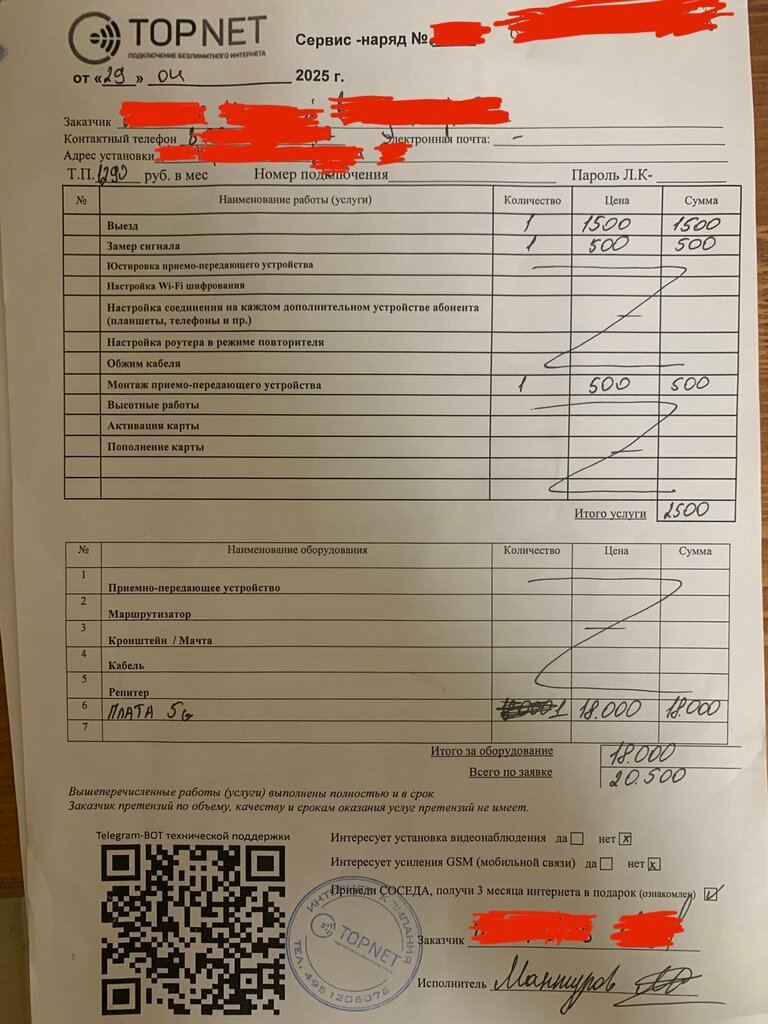 TOPNET
ПОДКЛЮЧЕНИЕ БЕЗЛИМИТНОГО ИНТЕРНЕТА
Сервис -наряд №
от «29» 04 2025 г.
Заказчик
Контактный телефон 8 Электронная почта: -
Адрес установки
Т.П. 1290 руб. в мес Номер подключения Пароль Л.К-
№ Наименование работы (услуги) Количество Цена Сумма
Выезд 1 1500 1500
Замер сигнала 1 500 500
Юстировка приемо-передающего устройства
Настройка Wi-Fi шифрования
Настройка соединения на каждом дополнительном устройстве абонента
(планшеты, телефоны и пр.)
Настройка роутера в режиме повторителя
Обжим кабеля
Монтаж приемо-передающего устройства 1 500 500
Высотные работы
Активация карты
Пополнение карты
Итого услуги 2500
№ Наименование оборудования Количество Цена Сумма
1 Приемно-передающее устройство
2 Маршрутизатор
3 Кронштейн / Мачта
4 Кабель
5 Репитер
6 ПЛАТА 5G 1 18.000 18.000
7
Итого за оборудование 18.000
Всего по заявке 20.500
Вышеперечисленные работы (услуги) выполнены полностью и в срок
Заказчик претензий по объему, качеству и срокам оказания услуг претензий не имеет.
Telegram-BOT технической поддержки
Интересует установка видеонаблюдения да нет x
Интересует усиления GSM (мобильной связи) да нет x
Приведи СОСЕДА, получи 3 месяца интернета в подарок (ознакомлен)
ИНТЕРНЕТ КОМПАНИЯ
TOPNET
ТЕЛ. 4951206076
Заказчик
Исполнитель Маншуров